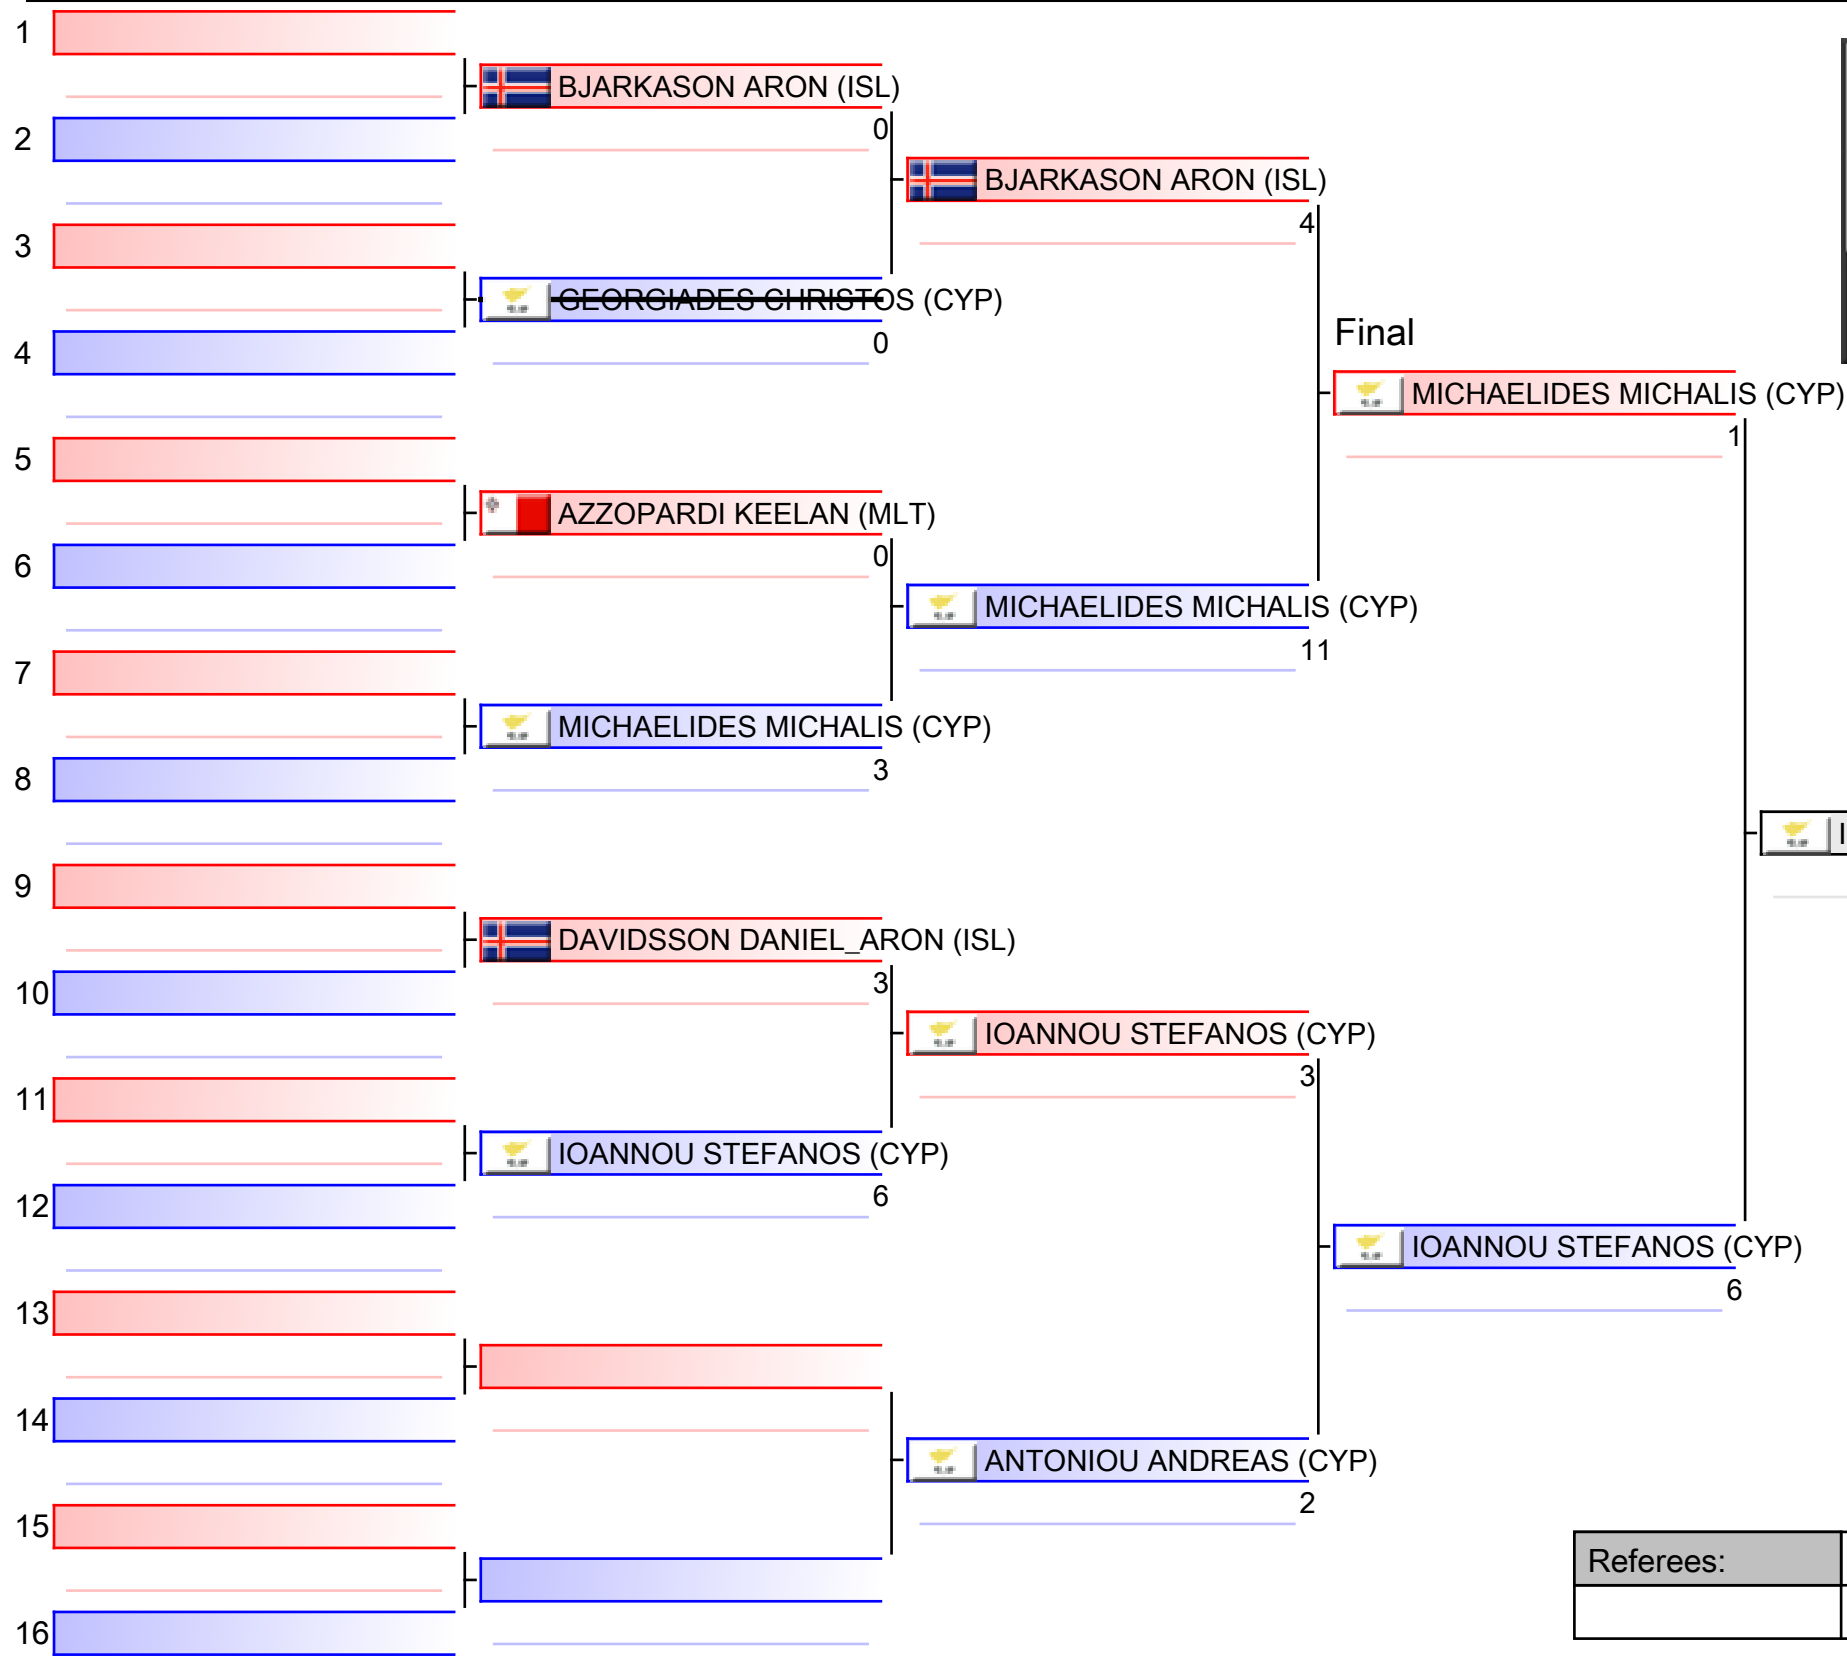 1
BJARKASON ARON (ISL)
0
2
BJARKASON ARON (ISL)
4
3
GEORGIADES CHRISTOS (CYP)
0
4
Final
MICHAELIDES MICHALIS (CYP)
1
5
AZZOPARDI KEELAN (MLT)
0
6
MICHAELIDES MICHALIS (CYP)
11
7
MICHAELIDES MICHALIS (CYP)
3
8
9
DAVIDSSON DANIEL_ARON (ISL)
3
10
IOANNOU STEFANOS (CYP)
3
11
IOANNOU STEFANOS (CYP)
6
12
IOANNOU STEFANOS (CYP)
6
13
14
ANTONIOU ANDREAS (CYP)
2
15
Referees:
16